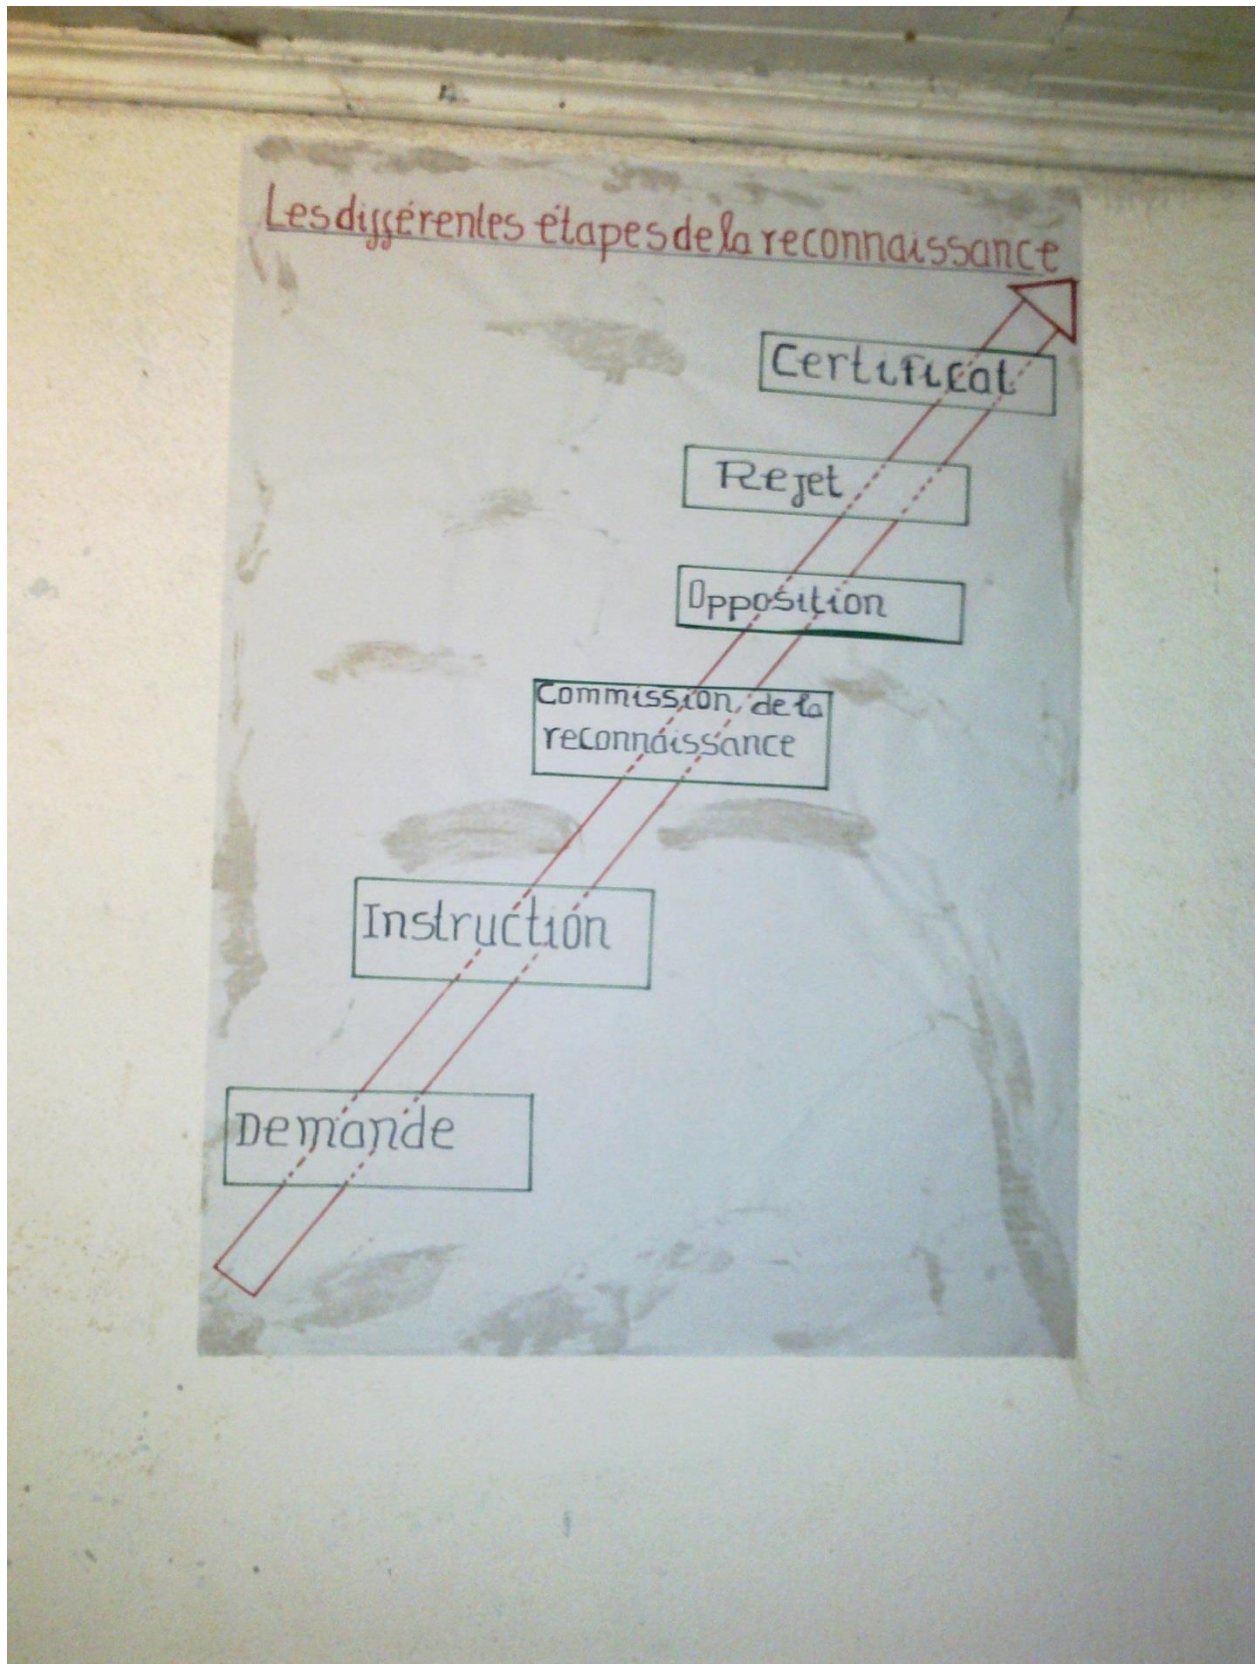 Les différentes étapes de la reconnaissance
Certificat
Rejet
Opposition
Commission de la
reconnaissance
Instruction
Demande